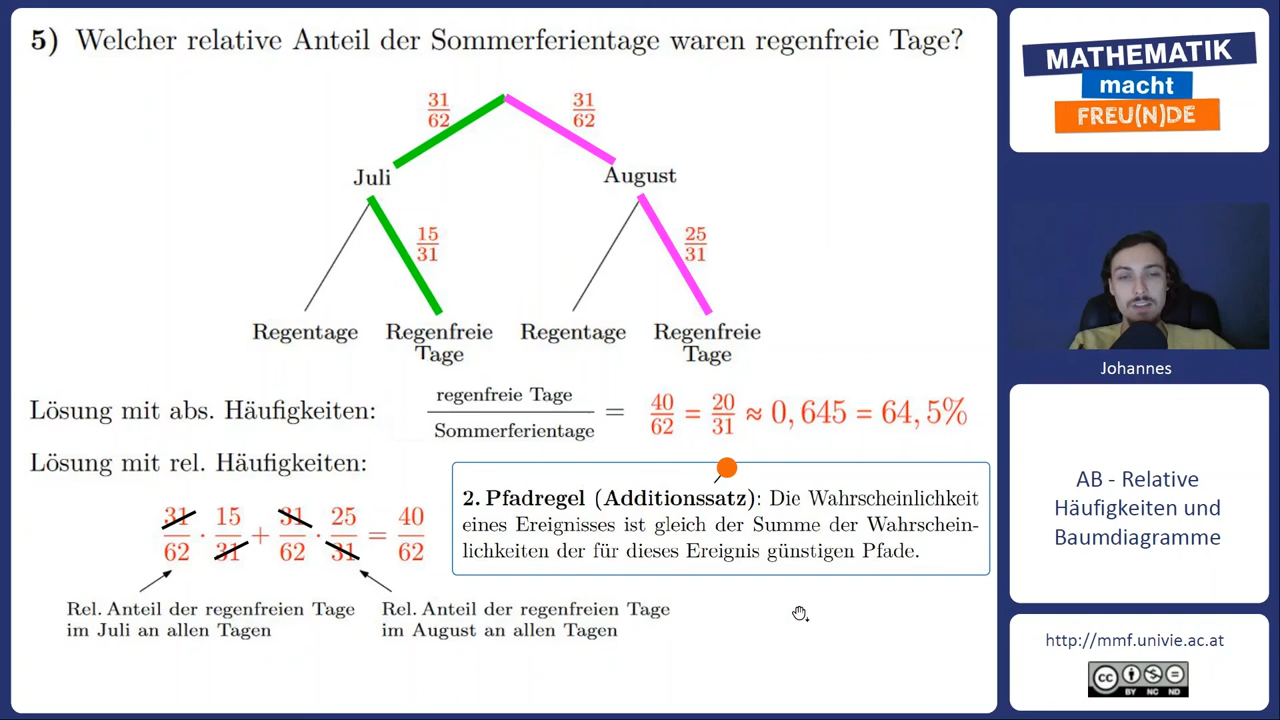 5) Welcher relative Anteil der Sommerferientage waren regenfreie Tage?
31/62
31/62
Juli
August
15/31
25/31
Regentage
Regenfreie
Tage
Regentage
Regenfreie
Tage
Lösung mit abs. Häufigkeiten: regenfreie Tage/Sommerferientage = 40/62 = 20/31 ≈ 0,645 = 64,5%
Lösung mit rel. Häufigkeiten:
31/62 · 15/31 + 31/62 · 25/31 = 40/62
Rel. Anteil der regenfreien Tage
im Juli an allen Tagen
Rel. Anteil der regenfreien Tage
im August an allen Tagen
2. Pfadregel (Additionssatz): Die Wahrscheinlichkeit
eines Ereignisses ist gleich der Summe der Wahrschein-
lichkeiten der für dieses Ereignis günstigen Pfade.
MATHEMATIK
macht
FREU(N)DE
Johannes
AB - Relative
Häufigkeiten und
Baumdiagramme
http://mmf.univie.ac.at
cc
BY NC ND